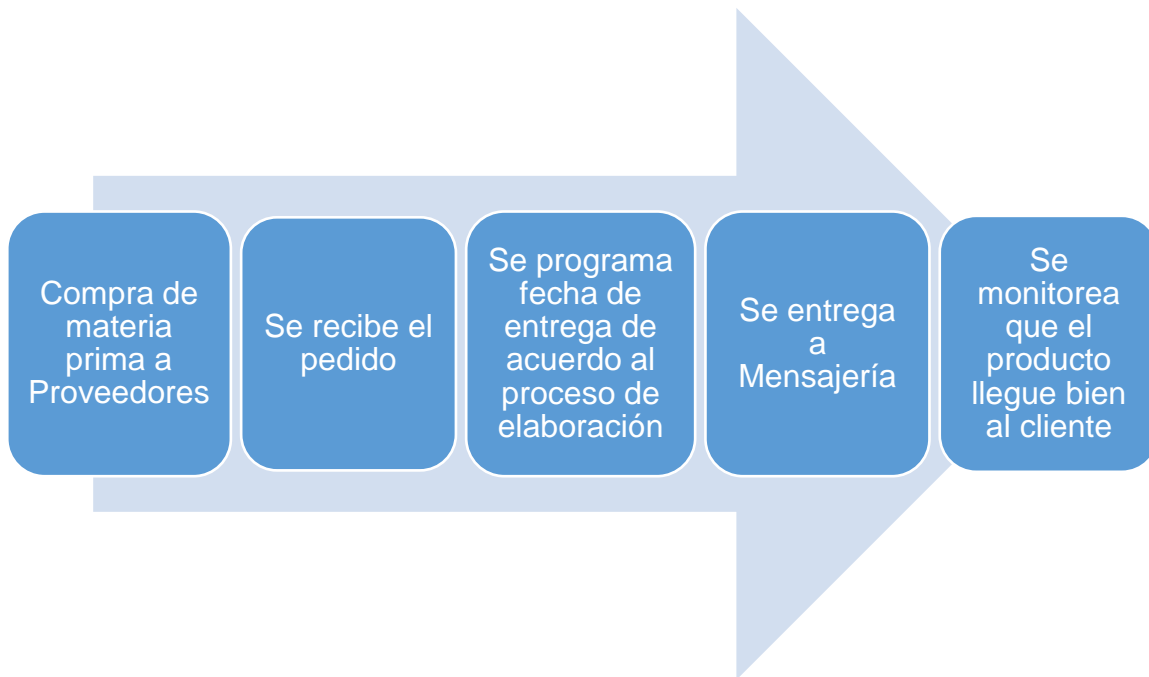 Compra de
materia
prima a
Proveedores
Se recibe el
pedido
Se programa
fecha de
entrega de
acuerdo al
proceso de
elaboración
Se entrega
a
Mensajería
Se
monitorea
que el
producto
llegue bien
al cliente